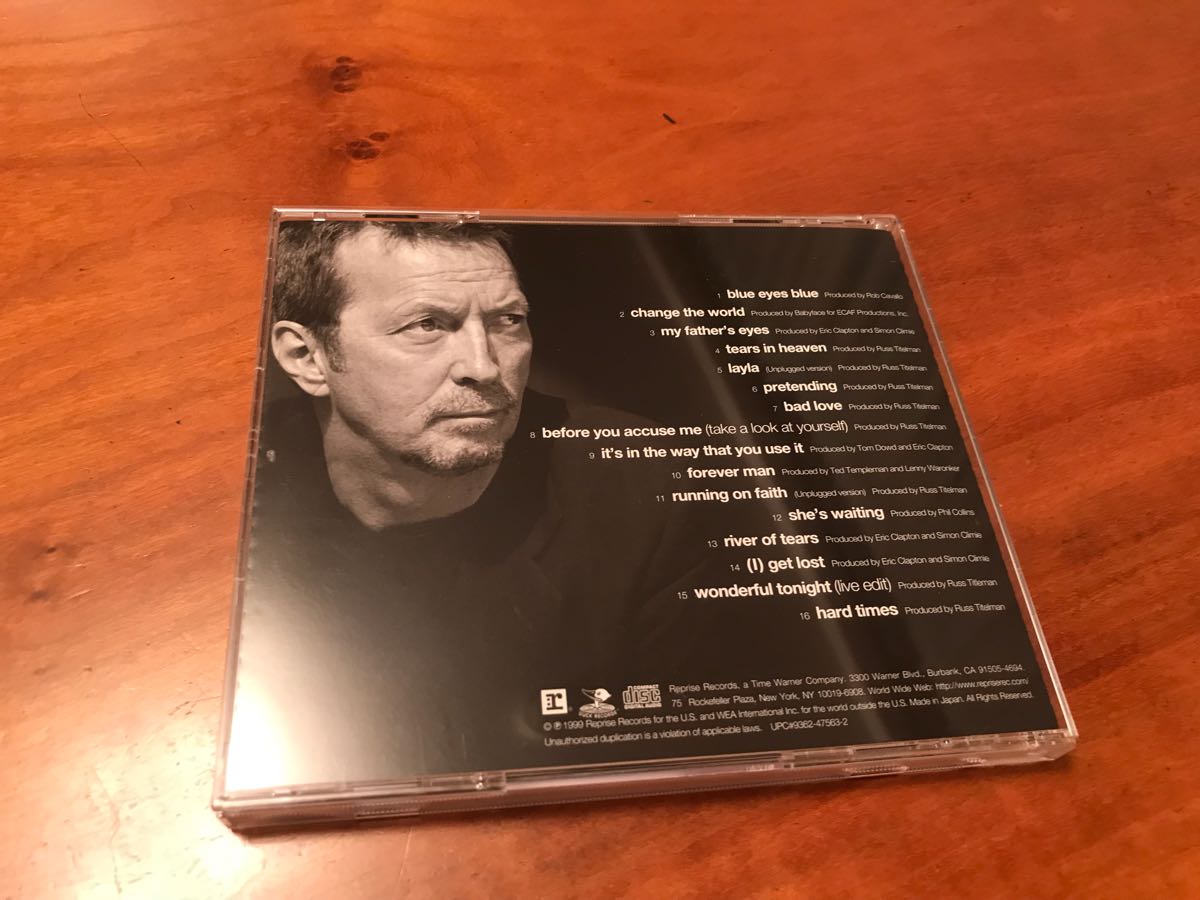 1 blue eyes blue Produced by Rob Cavallo
2 change the world Produced by Babyface for ECAF Productions, Inc.
3 my father's eyes Produced by Eric Clapton and Simon Climie
4 tears in heaven Produced by Russ Titelman
5 layla (Unplugged version) Produced by Russ Titelman
6 pretending Produced by Russ Titelman
7 bad love Produced by Russ Titelman
8 before you accuse me (take a look at yourself) Produced by Russ Titelman
9 it's in the way that you use it Produced by Tom Dowd and Eric Clapton
10 forever man Produced by Ted Templeman and Lenny Waronker
11 running on faith (Unplugged version) Produced by Russ Titelman
12 she's waiting Produced by Phil Collins
13 river of tears Produced by Eric Clapton and Simon Climie
14 (I) get lost Produced by Eric Clapton and Simon Climie
15 wonderful tonight (live edit) Produced by Russ Titleman
16 hard times Produced by Russ Titelman
r
DUCK RECORDS
COMPACT
disc
DIGITAL AUDIO
Reprise Records, a Time Warner Company. 3300 Warner Blvd., Burbank, CA 91505-4694.
75 Rockefeller Plaza, New York, NY 10019-6908. World Wide Web: http://www.repriserec.com/
© ℗ 1999 Reprise Records for the U.S. and WEA International Inc. for the world outside the U.S. Made in Japan. All Rights Reserved.
Unauthorized duplication is a violation of applicable laws. UPC#9362-47563-2